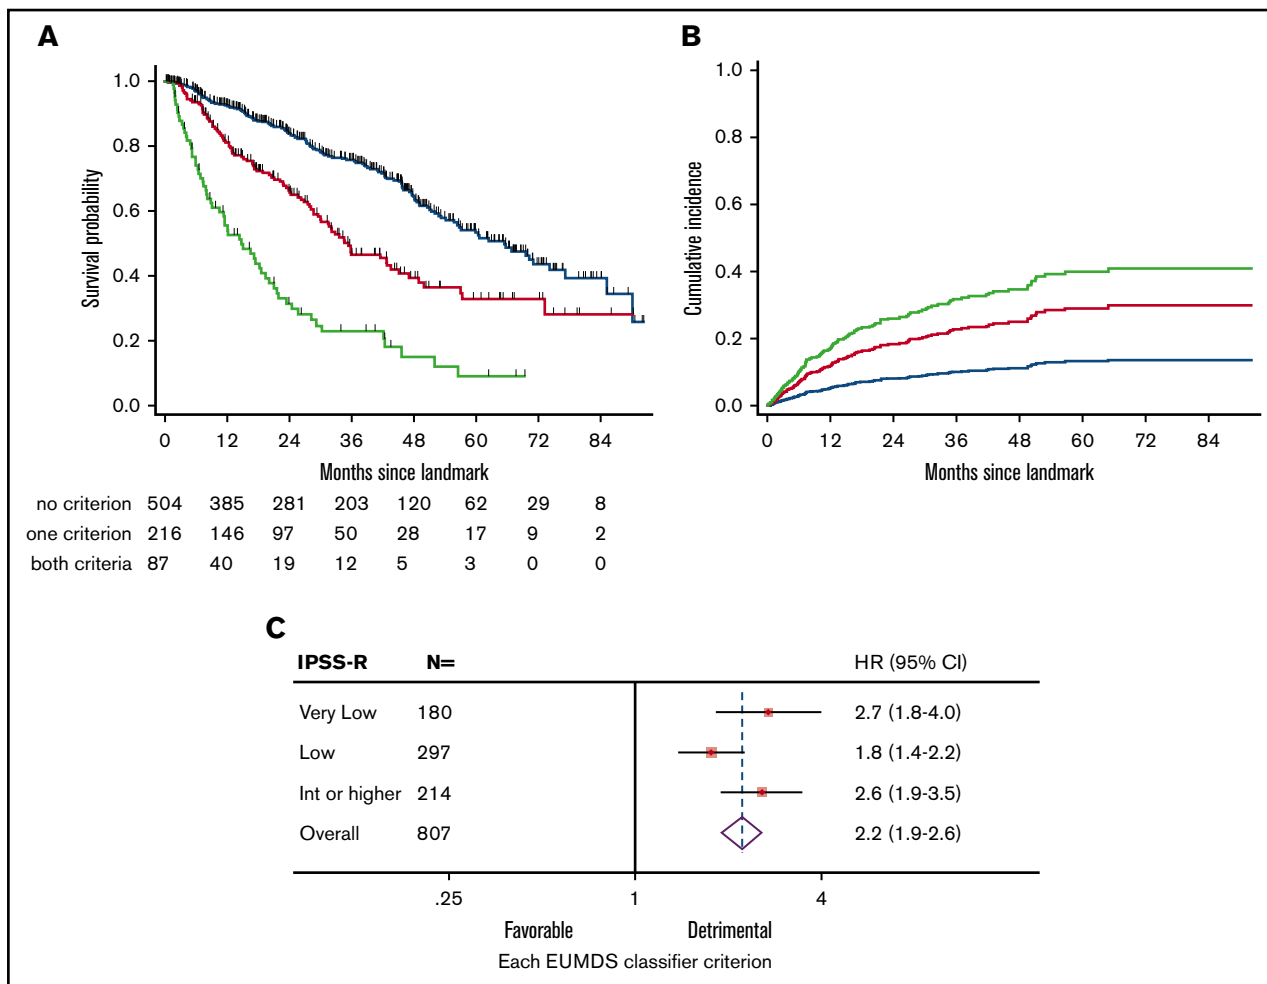 A
B
1.0
0.8
0.6
0.4
0.2
0.0
Survival probability
0 12 24 36 48 60 72 84
Months since landmark
no criterion 504 385 281 203 120 62 29 8
one criterion 216 146 97 50 28 17 9 2
both criteria 87 40 19 12 5 3 0 0
1.0
0.8
0.6
0.4
0.2
0.0
Cumulative incidence
0 12 24 36 48 60 72 84
Months since landmark
C
IPSS-R N= HR (95% CI)
Very Low 180 2.7 (1.8-4.0)
Low 297 1.8 (1.4-2.2)
Int or higher 214 2.6 (1.9-3.5)
Overall 807 2.2 (1.9-2.6)
.25 1 4
Favorable Detrimental
Each EUMDS classifier criterion